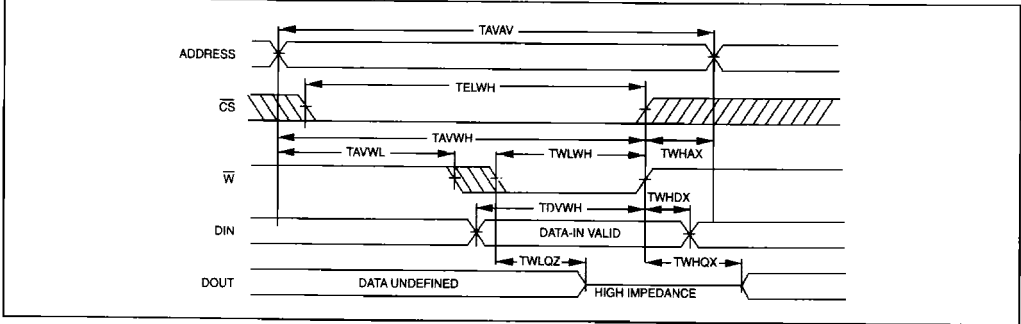 TAVAV
ADDRESS
TELWH
C̅S̅
TAVWH
TAVWL
TWLWH
TWHAX
W̅
TWHDX
TDVWH
DIN
DATA-IN VALID
TWLQZ
TWHQX
DOUT
DATA UNDEFINED
HIGH IMPEDANCE